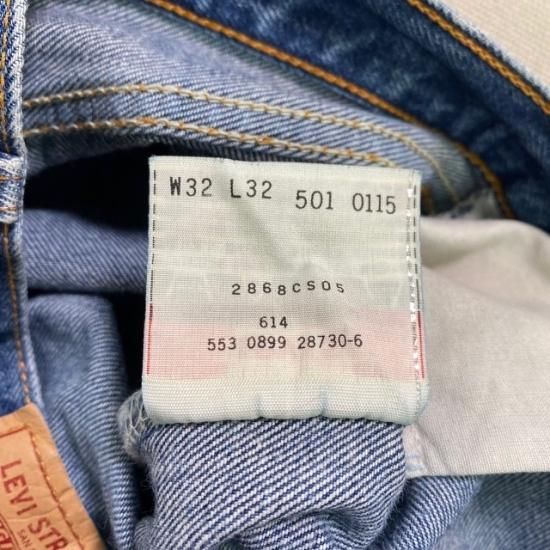 W32 L32 501 0115
2868CS05
614
553 0899 28730-6
LEVI STR